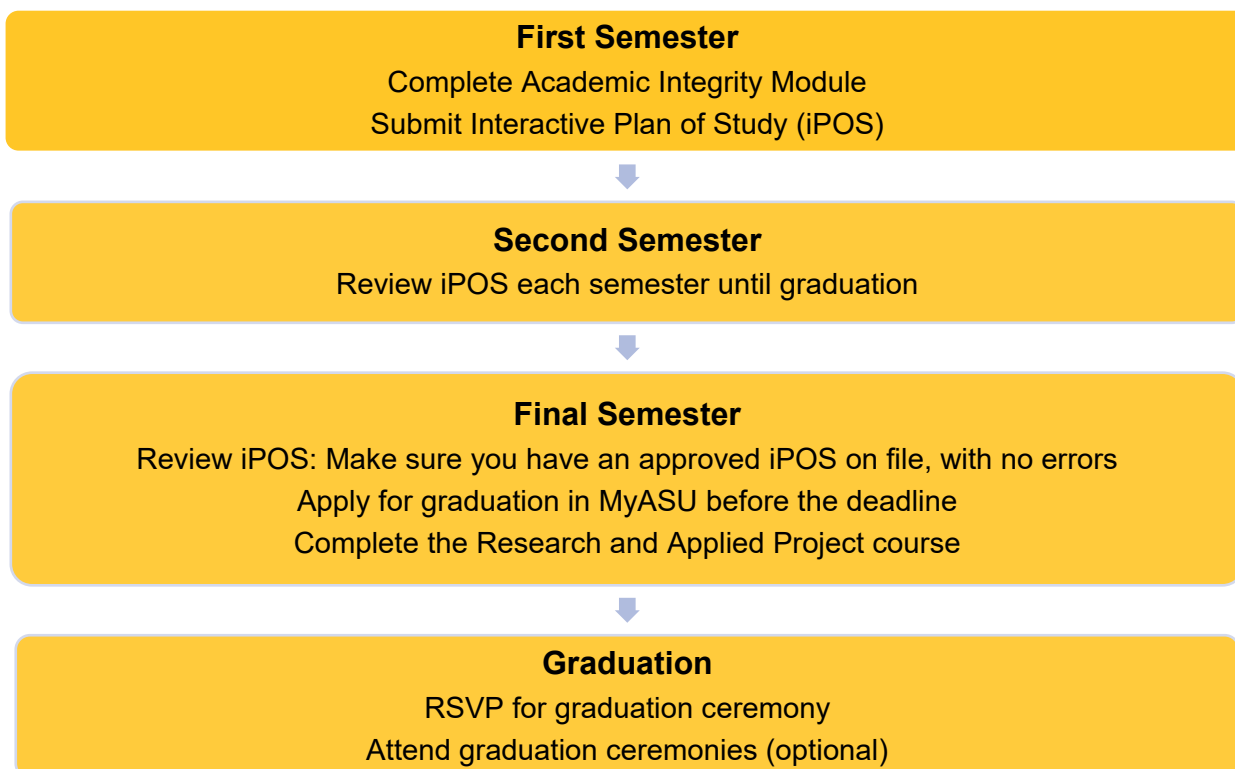 First Semester
Complete Academic Integrity Module
Submit Interactive Plan of Study (iPOS)
Second Semester
Review iPOS each semester until graduation
Final Semester
Review iPOS: Make sure you have an approved iPOS on file, with no errors
Apply for graduation in MyASU before the deadline
Complete the Research and Applied Project course
Graduation
RSVP for graduation ceremony
Attend graduation ceremonies (optional)